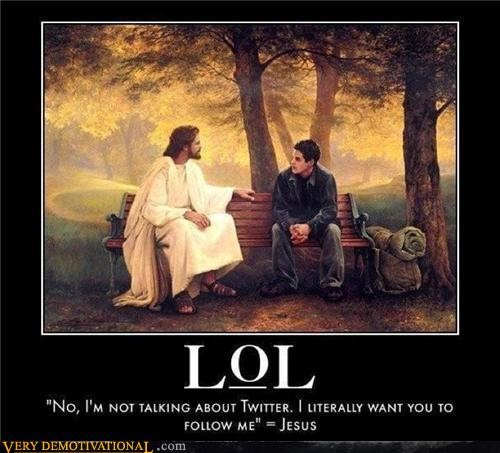 LOL
"No, I'm not talking about Twitter. I literally want you to
follow me" = Jesus
VERY DEMOTIVATIONAL.com